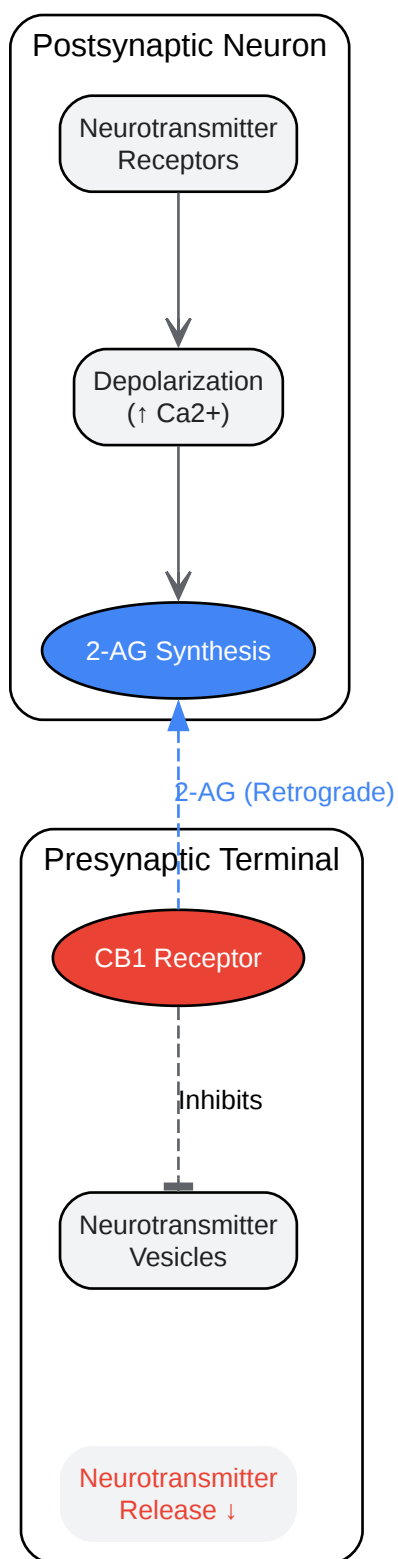 Postsynaptic Neuron
Neurotransmitter
Receptors
Depolarization
(↑ Ca2+)
2-AG Synthesis
2-AG (Retrograde)
Presynaptic Terminal
CB1 Receptor
Inhibits
Neurotransmitter
Vesicles
Neurotransmitter
Release ↓